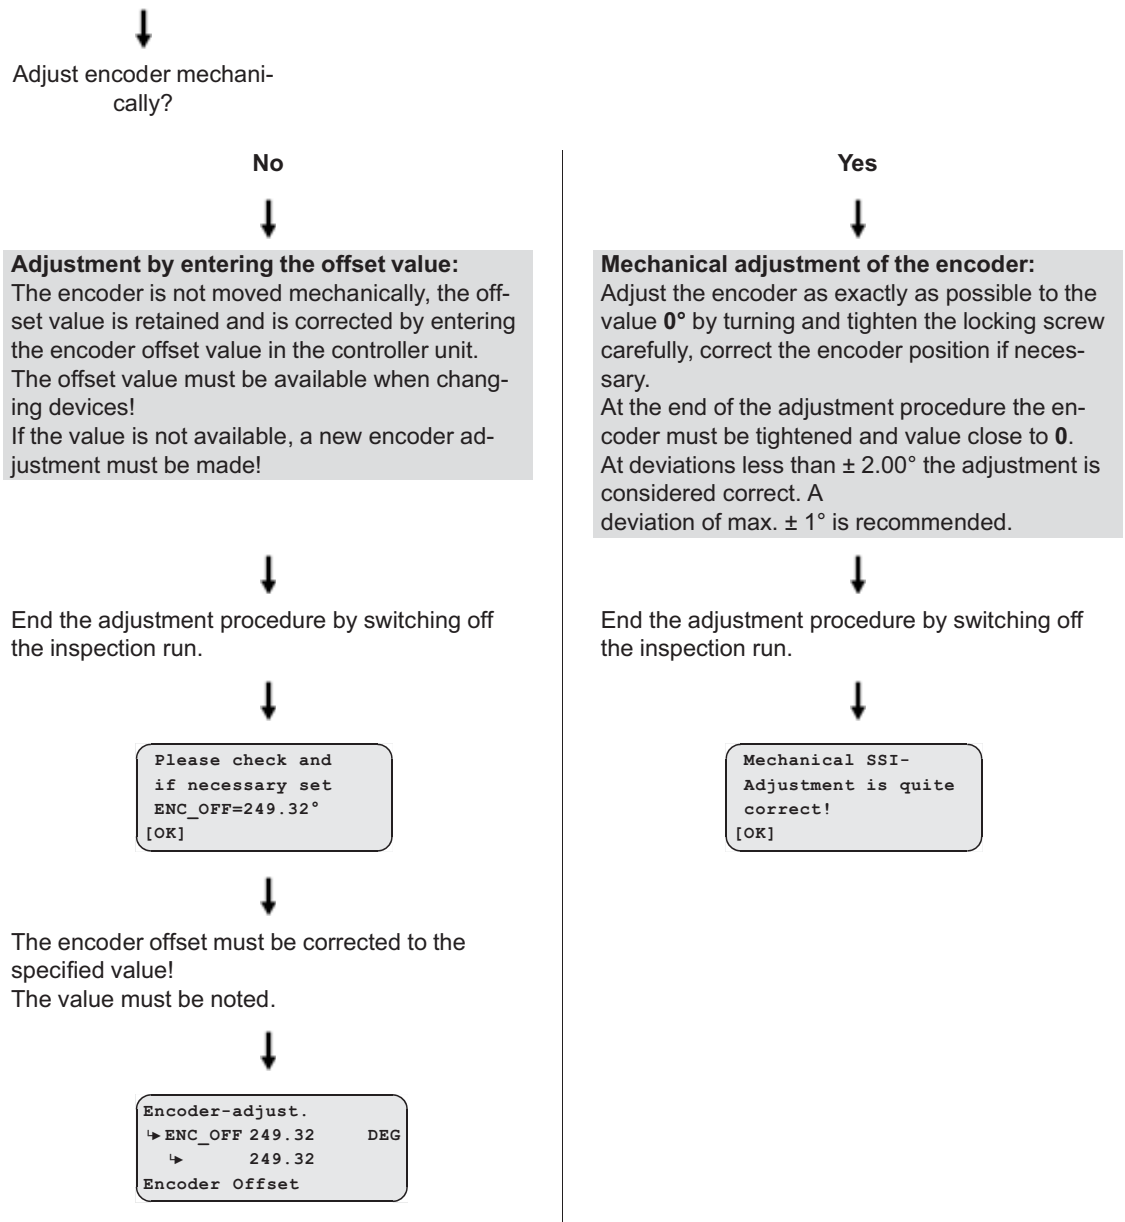 Adjust encoder mechani-
cally?
No
Adjustment by entering the offset value:
The encoder is not moved mechanically, the off-
set value is retained and is corrected by entering
the encoder offset value in the controller unit.
The offset value must be available when chang-
ing devices!
If the value is not available, a new encoder ad-
justment must be made!
End the adjustment procedure by switching off
the inspection run.
Please check and
if necessary set
ENC_OFF=249.32°
[OK]
The encoder offset must be corrected to the
specified value!
The value must be noted.
Encoder-adjust.
↳ENC_OFF 249.32 DEG
↳ 249.32
Encoder Offset
Yes
Mechanical adjustment of the encoder:
Adjust the encoder as exactly as possible to the
value 0° by turning and tighten the locking screw
carefully, correct the encoder position if neces-
sary.
At the end of the adjustment procedure the en-
coder must be tightened and value close to 0.
At deviations less than ± 2.00° the adjustment is
considered correct. A
deviation of max. ± 1° is recommended.
End the adjustment procedure by switching off
the inspection run.
Mechanical SSI-
Adjustment is quite
correct!
[OK]